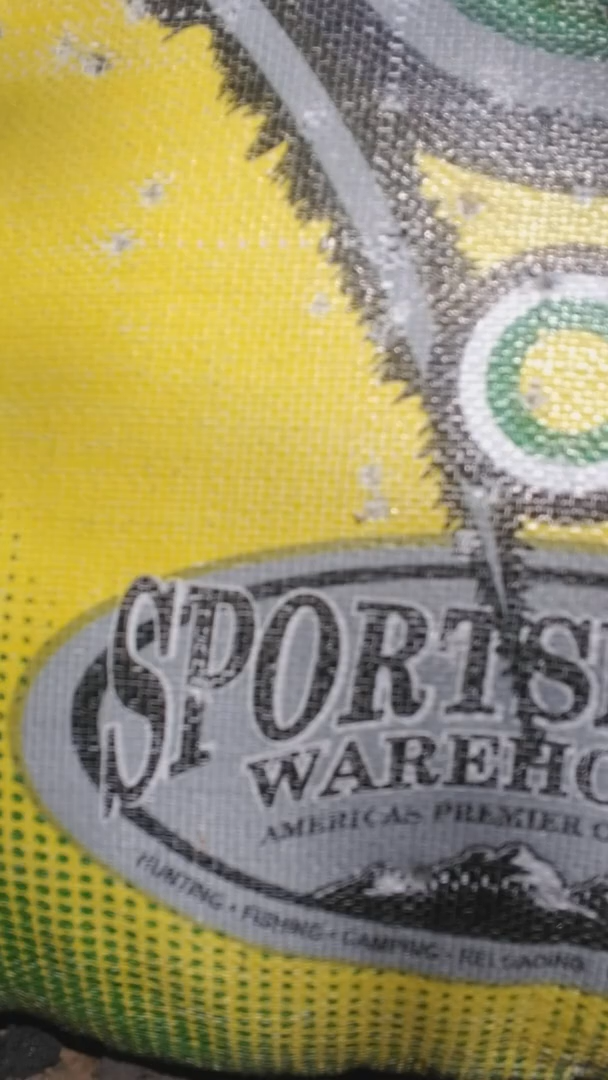 SPORTS
WAREHO
AMERICAS PREMIER
HUNTING • FISHING • CAMPING • RELOADING